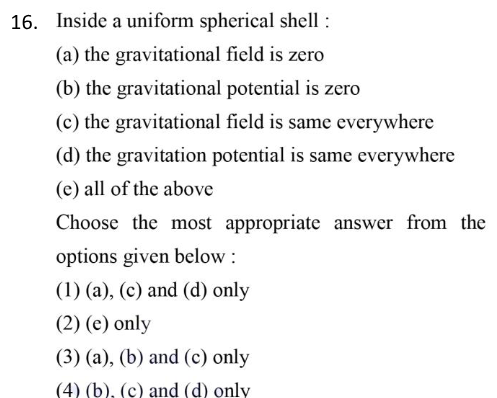 16. Inside a uniform spherical shell :
(a) the gravitational field is zero
(b) the gravitational potential is zero
(c) the gravitational field is same everywhere
(d) the gravitation potential is same everywhere
(e) all of the above
Choose the most appropriate answer from the
options given below :
(1) (a), (c) and (d) only
(2) (e) only
(3) (a), (b) and (c) only
(4) (b), (c) and (d) only